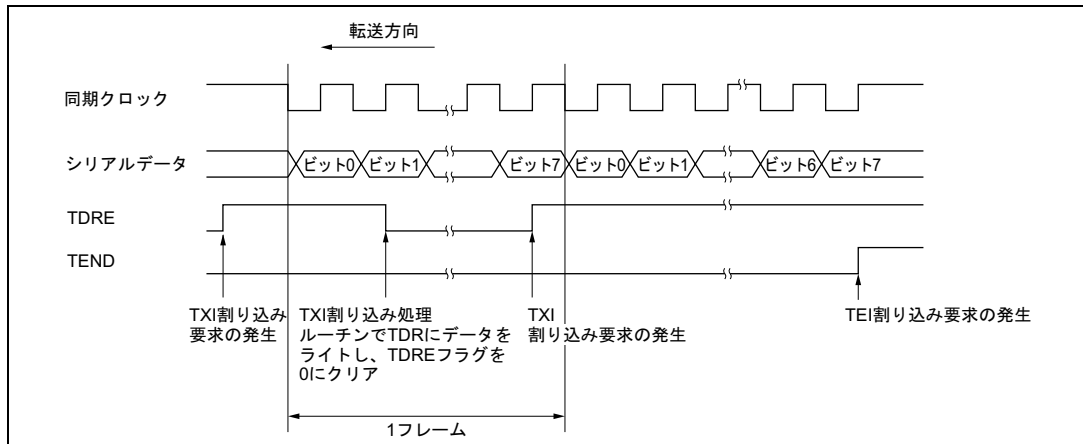 転送方向
同期クロック
シリアルデータ
ビット0 ビット1 ビット7 ビット0 ビット1 ビット6 ビット7
TDRE
TEND
TXI割り込み
要求の発生
TXI割り込み処理
ルーチンでTDRにデータを
ライトし、TDREフラグを
0にクリア
TXI
割り込み要求の発生
TEI割り込み要求の発生
1フレーム